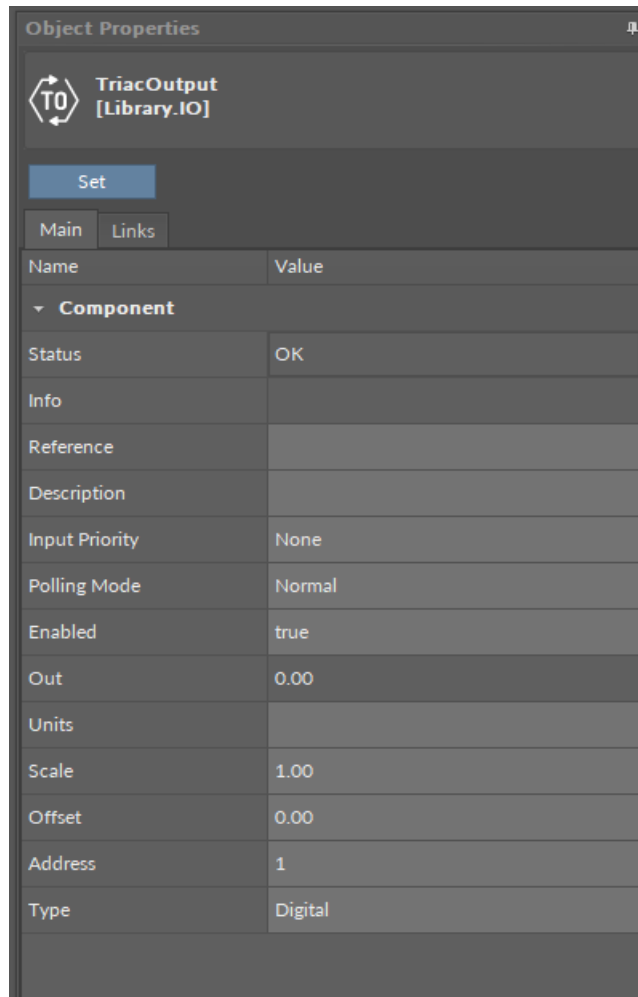 Object Properties
TO
TriacOutput
[Library.IO]
Set
Main Links
Name Value
Component
Status OK
Info
Reference
Description
Input Priority None
Polling Mode Normal
Enabled true
Out 0.00
Units
Scale 1.00
Offset 0.00
Address 1
Type Digital